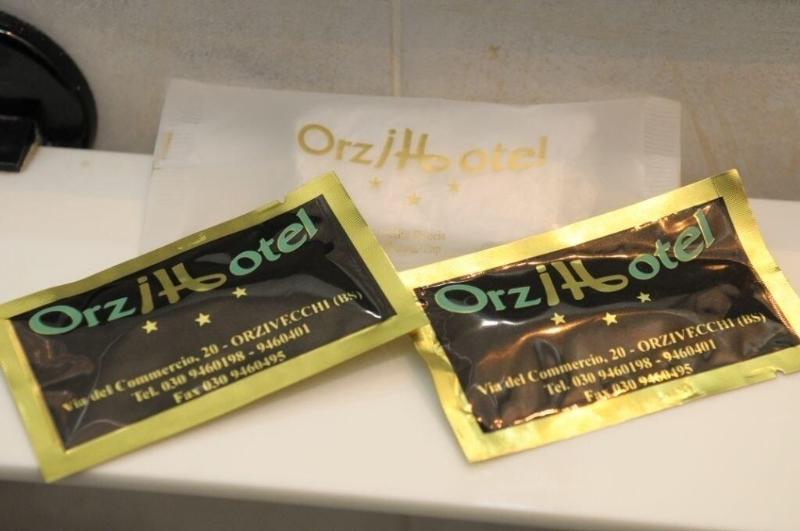 OrziHotel
OrziHotel
Via del Commercio, 20 - ORZIVECCHI (BS)
Tel. 030 9460198 - 9460401
Fax 030 9460495
OrziHotel
Via del Commercio, 20 - ORZIVECCHI (BS)
Tel. 030 9460198 - 9460401
Fax 030 9460495